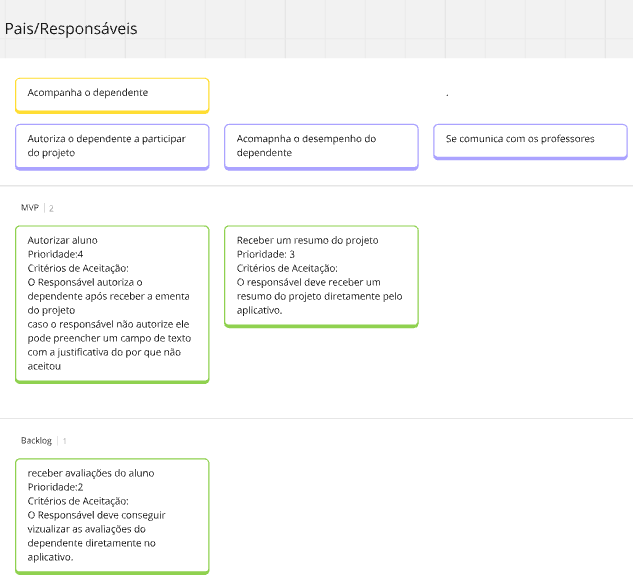 Pais/Responsáveis
Acompanha o dependente
.
Autoriza o dependente a participar
do projeto
Acomapnha o desempenho do
dependente
Se comunica com os professores
MVP | 2
Autorizar aluno
Prioridade:4
Critérios de Aceitação:
O Responsável autoriza o
dependente após receber a ementa
do projeto
caso o responsável não autorize ele
pode preencher um campo de texto
com a justificativa do por que não
aceitou
Receber um resumo do projeto
Prioridade: 3
Critérios de Aceitação:
O responsável deve receber um
resumo do projeto diretamente pelo
aplicativo.
Backlog | 1
receber avaliações do aluno
Prioridade:2
Critérios de Aceitação:
O Responsável deve conseguir
vizualizar as avaliações do
dependente diretamente no
aplicativo.